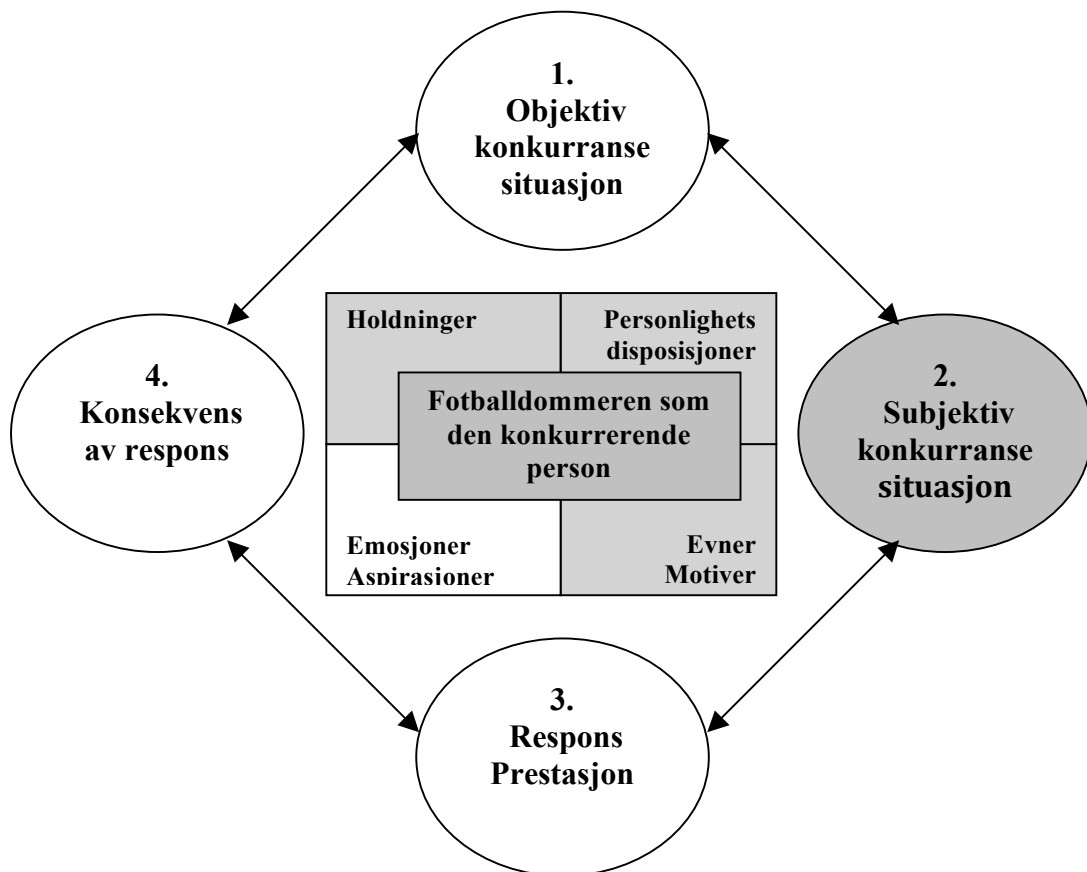 1.
Objektiv
konkurranse
situasjon
Holdninger
Personlighets
disposisjoner
4.
Konsekvens
av respons
Fotballdommeren som
den konkurrerende
person
2.
Subjektiv
konkurranse
situasjon
Emosjoner
Aspirasjoner
Evner
Motiver
3.
Respons
Prestasjon